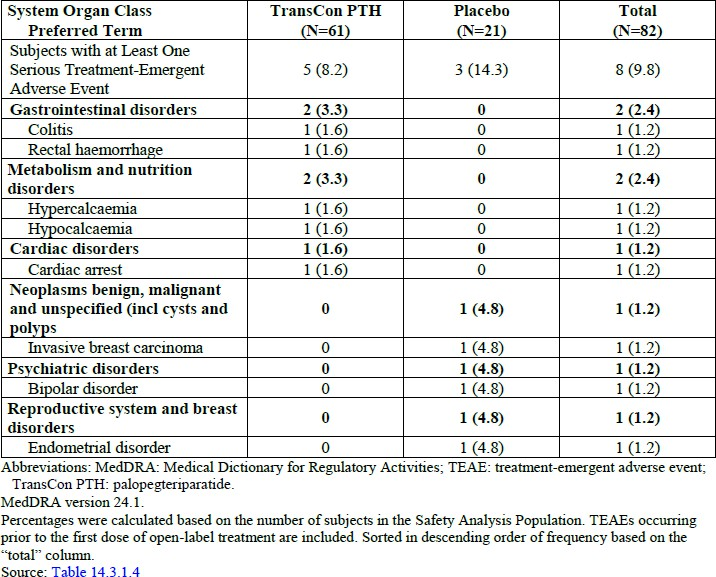 System Organ Class TransCon PTH Placebo Total
Preferred Term (N=61) (N=21) (N=82)
Subjects with at Least One
Serious Treatment-Emergent 5 (8.2) 3 (14.3) 8 (9.8)
Adverse Event
Gastrointestinal disorders 2 (3.3) 0 2 (2.4)
Colitis 1 (1.6) 0 1 (1.2)
Rectal haemorrhage 1 (1.6) 0 1 (1.2)
Metabolism and nutrition 2 (3.3) 0 2 (2.4)
disorders
Hypercalcaemia 1 (1.6) 0 1 (1.2)
Hypocalcaemia 1 (1.6) 0 1 (1.2)
Cardiac disorders 1 (1.6) 0 1 (1.2)
Cardiac arrest 1 (1.6) 0 1 (1.2)
Neoplasms benign, malignant
and unspecified (incl cysts and 0 1 (4.8) 1 (1.2)
polyps
Invasive breast carcinoma 0 1 (4.8) 1 (1.2)
Psychiatric disorders 0 1 (4.8) 1 (1.2)
Bipolar disorder 0 1 (4.8) 1 (1.2)
Reproductive system and breast 0 1 (4.8) 1 (1.2)
disorders
Endometrial disorder 0 1 (4.8) 1 (1.2)
Abbreviations: MedDRA: Medical Dictionary for Regulatory Activities; TEAE: treatment-emergent adverse event;
TransCon PTH: palopegteriparatide.
MedDRA version 24.1.
Percentages were calculated based on the number of subjects in the Safety Analysis Population. TEAEs occurring
prior to the first dose of open-label treatment are included. Sorted in descending order of frequency based on the
“total” column.
Source: Table 14.3.1.4